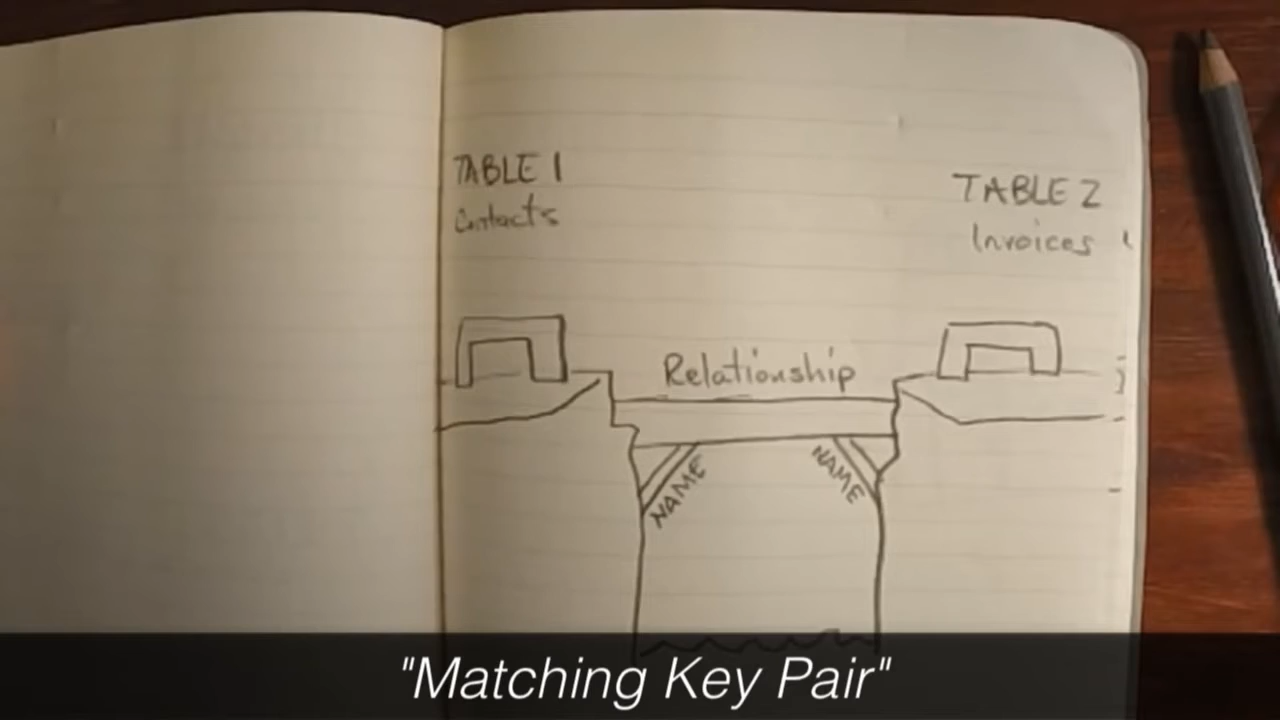 TABLE 1
Contacts
TABLE 2
Invoices
Relationship
NAME
NAME
"Matching Key Pair"